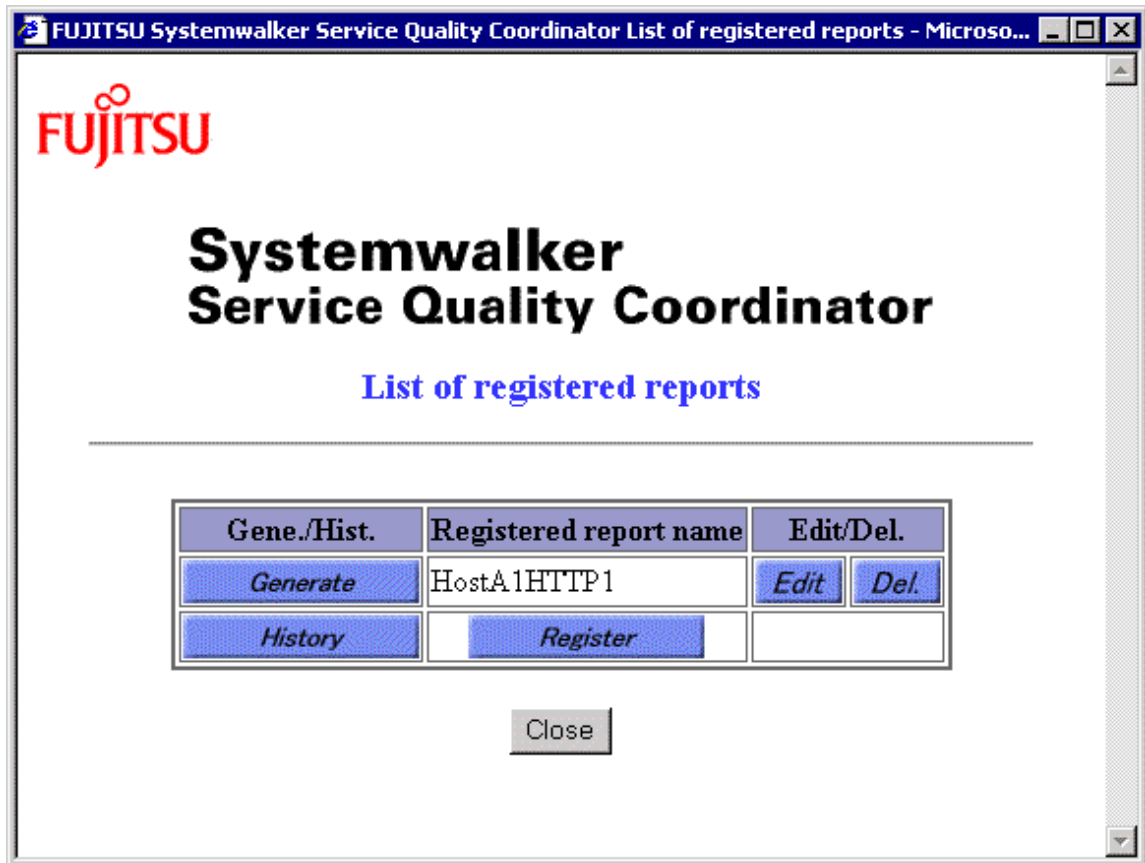 FUJITSU Systemwalker Service Quality Coordinator List of registered reports - Microso...
FUJITSU
Systemwalker
Service Quality Coordinator
List of registered reports
Gene./Hist. Registered report name Edit/Del.
Generate HostA1HTTP1 Edit Del.
History Register
Close